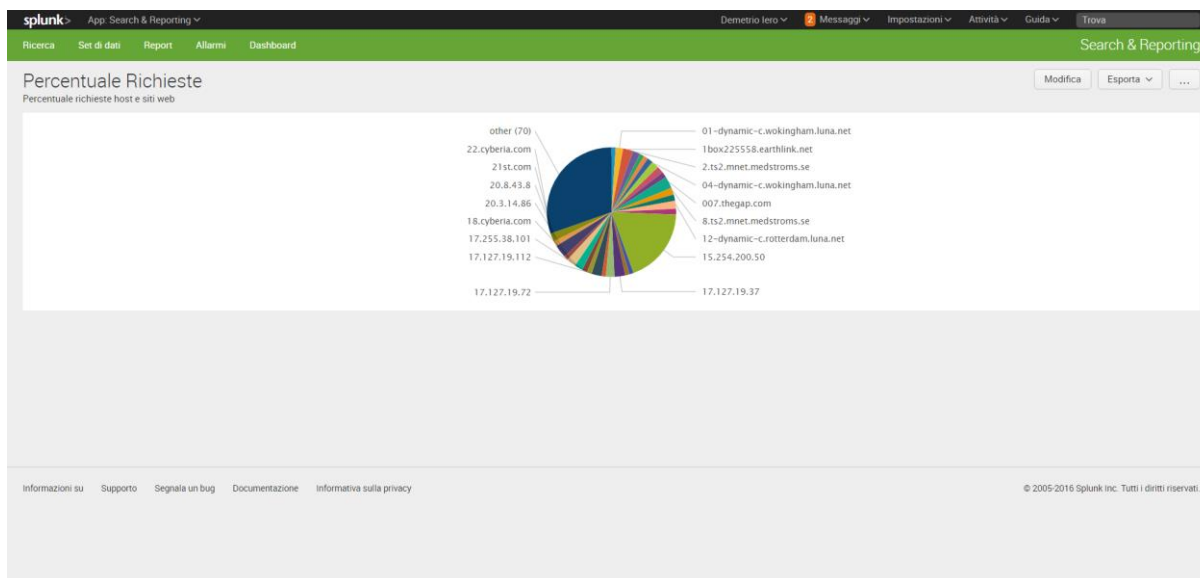 splunk> App: Search & Reporting Demetrio Iero 2 Messaggi Impostazioni Attività Guida Trova
Ricerca Set di dati Report Allarmi Dashboard Search & Reporting
Percentuale Richieste Modifica Esporta ...
Percentuale richieste host e siti web
other (70) 01-dynamic-c.wokingham.luna.net
22.cyberia.com 1box225558.earthlink.net
21st.com 2.ts2.mnet.medstroms.se
20.8.43.8 04-dynamic-c.wokingham.luna.net
20.3.14.86 007.thegap.com
18.cyberia.com 8.ts2.mnet.medstroms.se
17.255.38.101 12-dynamic-c.rotterdam.luna.net
17.127.19.112 15.254.200.50
17.127.19.72 17.127.19.37
Informazioni su Supporto Segnala un bug Documentazione Informativa sulla privacy © 2005-2016 Splunk Inc. Tutti i diritti riservati.